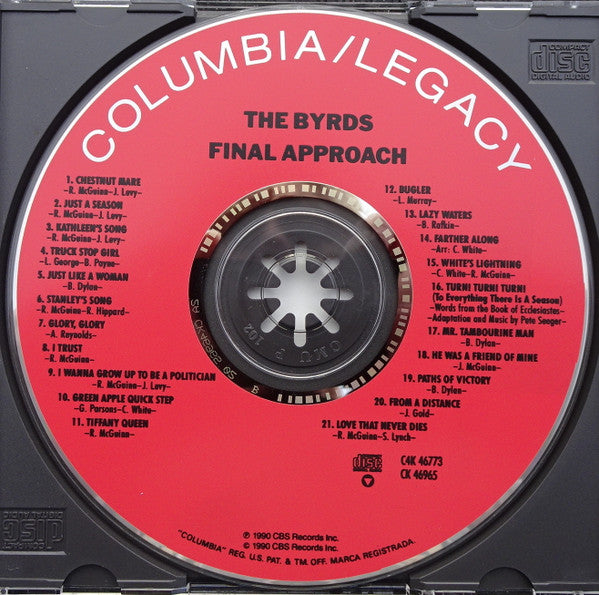 COLUMBIA/LEGACY
COMPACT
disc
DIGITAL AUDIO
THE BYRDS
FINAL APPROACH
1. CHESTNUT MARE
–R. McGuinn–J. Levy–
2. JUST A SEASON
–R. McGuinn–J. Levy–
3. KATHLEEN'S SONG
–R. McGuinn–J. Levy–
4. TRUCK STOP GIRL
–L. George–B. Payne–
5. JUST LIKE A WOMAN
–B. Dylan–
6. STANLEY'S SONG
–R. McGuinn–R. Hippard–
7. GLORY, GLORY
–A. Reynolds–
8. I TRUST
–R. McGuinn–
9. I WANNA GROW UP TO BE A POLITICIAN
–R. McGuinn–J. Levy–
10. GREEN APPLE QUICK STEP
–G. Parsons–C. White–
11. TIFFANY QUEEN
–R. McGuinn–
12. BUGLER
–L. Murray–
13. LAZY WATERS
–B. Rafkin–
14. FARTHER ALONG
–Arr: C. White–
15. WHITE'S LIGHTNING
–C. White–R. McGuinn–
16. TURN! TURN! TURN!
(To Everything There Is A Season)
–Words from the Book of Ecclesiastes–
–Adaptation and Music by Pete Seeger–
17. MR. TAMBOURINE MAN
–B. Dylan–
18. HE WAS A FRIEND OF MINE
–J. McGuinn–
19. PATHS OF VICTORY
–B. Dylan–
20. FROM A DISTANCE
–J. Gold–
21. LOVE THAT NEVER DIES
–R. McGuinn–S. Lynch–
disc
C4K 46773
CK 46965
℗ 1990 CBS Records Inc.
© 1990 CBS Records Inc.
"COLUMBIA" REG. U.S. PAT. & TM. OFF. MARCA REGISTRADA.